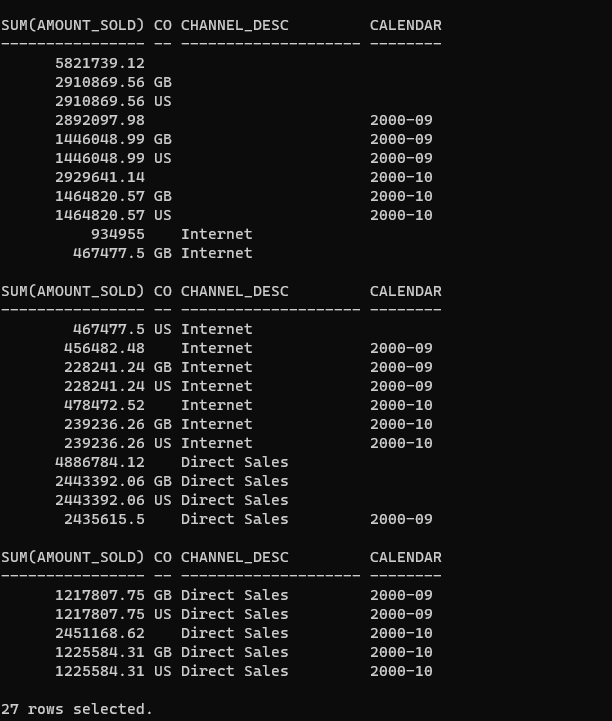 SUM(AMOUNT_SOLD) CO CHANNEL_DESC         CALENDAR
---------------- -- -------------------- --------
      5821739.12
      2910869.56 GB
      2910869.56 US
      2892097.98                         2000-09
      1446048.99 GB                      2000-09
      1446048.99 US                      2000-09
      2929641.14                         2000-10
      1464820.57 GB                      2000-10
      1464820.57 US                      2000-10
          934955    Internet
        467477.5 GB Internet

SUM(AMOUNT_SOLD) CO CHANNEL_DESC         CALENDAR
---------------- -- -------------------- --------
        467477.5 US Internet
       456482.48    Internet             2000-09
       228241.24 GB Internet             2000-09
       228241.24 US Internet             2000-09
       478472.52    Internet             2000-10
       239236.26 GB Internet             2000-10
       239236.26 US Internet             2000-10
      4886784.12    Direct Sales
      2443392.06 GB Direct Sales
      2443392.06 US Direct Sales
       2435615.5    Direct Sales         2000-09

SUM(AMOUNT_SOLD) CO CHANNEL_DESC         CALENDAR
---------------- -- -------------------- --------
      1217807.75 GB Direct Sales         2000-09
      1217807.75 US Direct Sales         2000-09
      2451168.62    Direct Sales         2000-10
      1225584.31 GB Direct Sales         2000-10
      1225584.31 US Direct Sales         2000-10

27 rows selected.